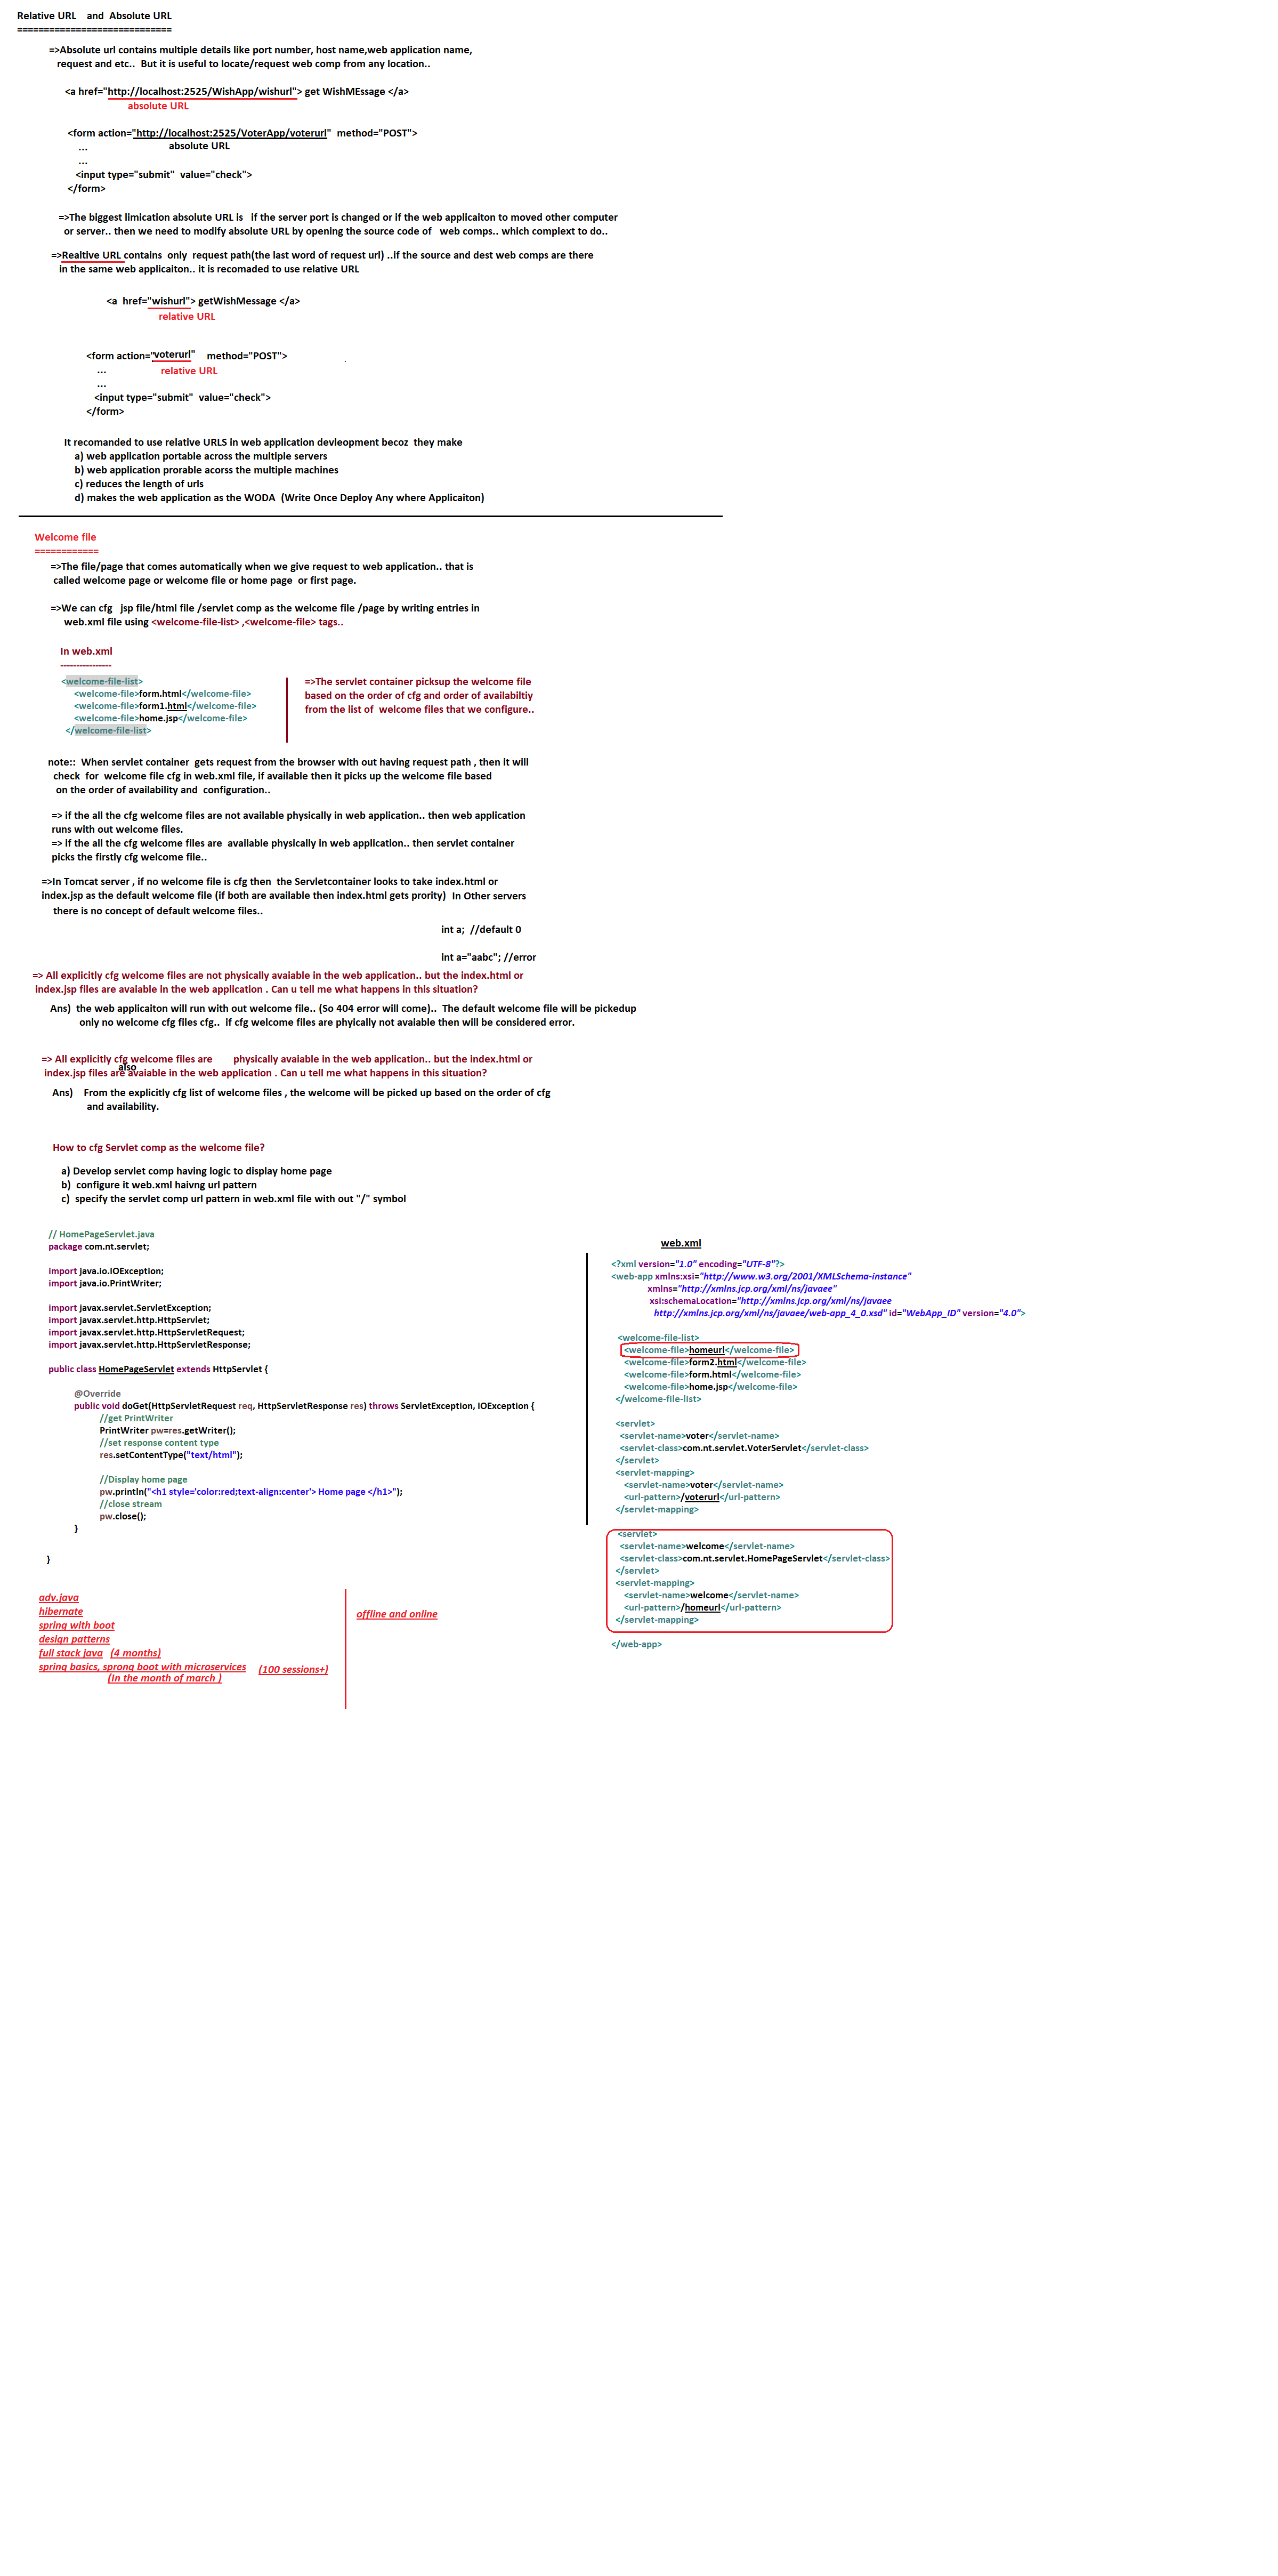 Relative URL    and  Absolute URL
=============================
=>Absolute url contains multiple details like port number, host name,web application name,
request and etc..  But it is useful to locate/request web comp from any location..
<a href="http://localhost:2525/WishApp/wishurl"> get WishMEssage </a>
absolute URL
<form action="http://localhost:2525/VoterApp/voterurl"  method="POST">
...
absolute URL
...
<input type="submit"  value="check">
</form>
=>The biggest limication absolute URL is   if the server port is changed or if the web applicaiton to moved other computer
or server.. then we need to modify absolute URL by opening the source code of   web comps.. which complext to do..
=>Realtive URL contains  only  request path(the last word of request url) ..if the source and dest web comps are there
in the same web applicaiton.. it is recomaded to use relative URL
<a  href="wishurl"> getWishMessage </a>
relative URL
<form action="voterurl"    method="POST">
...
relative URL
...
<input type="submit"  value="check">
</form>
It recomanded to use relative URLS in web application devleopment becoz  they make
a) web application portable across the multiple servers
b) web application prorable acorss the multiple machines
c) reduces the length of urls
d) makes the web application as the WODA  (Write Once Deploy Any where Applicaiton)
Welcome file
============
=>The file/page that comes automatically when we give request to web application.. that is
called welcome page or welcome file or home page  or first page.
=>We can cfg   jsp file/html file /servlet comp as the welcome file /page by writing entries in
web.xml file using <welcome-file-list> ,<welcome-file> tags..
In web.xml
----------------
<welcome-file-list>
<welcome-file>form.html</welcome-file>
<welcome-file>form1.html</welcome-file>
<welcome-file>home.jsp</welcome-file>
</welcome-file-list>
=>The servlet container picksup the welcome file
based on the order of cfg and order of availabiltiy
from the list of  welcome files that we configure..
note::  When servlet container  gets request from the browser with out having request path , then it will
check  for  welcome file cfg in web.xml file, if available then it picks up the welcome file based
on the order of availability and  configuration..
=> if the all the cfg welcome files are not available physically in web application.. then web application
runs with out welcome files.
=> if the all the cfg welcome files are  available physically in web application.. then servlet container
picks the firstly cfg welcome file..
=>In Tomcat server , if no welcome file is cfg then  the Servletcontainer looks to take index.html or
index.jsp as the default welcome file (if both are available then index.html gets prority)  In Other servers
there is no concept of default welcome files..
int a;  //default 0
int a="aabc"; //error
=> All explicitly cfg welcome files are not physically avaiable in the web application.. but the index.html or
index.jsp files are avaiable in the web application . Can u tell me what happens in this situation?
Ans)  the web applicaiton will run with out welcome file.. (So 404 error will come)..  The default welcome file will be pickedup
only no welcome cfg files cfg..  if cfg welcome files are phyically not avaiable then will be considered error.
=> All explicitly cfg welcome files are       physically avaiable in the web application.. but the index.html or
also
index.jsp files are avaiable in the web application . Can u tell me what happens in this situation?
Ans)    From the explicitly cfg list of welcome files , the welcome will be picked up based on the order of cfg
and availability.
How to cfg Servlet comp as the welcome file?
a) Develop servlet comp having logic to display home page
b)  configure it web.xml haivng url pattern
c)  specify the servlet comp url pattern in web.xml file with out "/" symbol
// HomePageServlet.java
package com.nt.servlet;
import java.io.IOException;
import java.io.PrintWriter;
import javax.servlet.ServletException;
import javax.servlet.http.HttpServlet;
import javax.servlet.http.HttpServletRequest;
import javax.servlet.http.HttpServletResponse;
public class HomePageServlet extends HttpServlet {
@Override
public void doGet(HttpServletRequest req, HttpServletResponse res) throws ServletException, IOException {
//get PrintWriter
PrintWriter pw=res.getWriter();
//set response content type
res.setContentType("text/html");
//Display home page
pw.println("<h1 style='color:red;text-align:center'> Home page </h1>");
//close stream
pw.close();
}
}
web.xml
<?xml version="1.0" encoding="UTF-8"?>
<web-app xmlns:xsi="http://www.w3.org/2001/XMLSchema-instance"
xmlns="http://xmlns.jcp.org/xml/ns/javaee"
xsi:schemaLocation="http://xmlns.jcp.org/xml/ns/javaee
http://xmlns.jcp.org/xml/ns/javaee/web-app_4_0.xsd" id="WebApp_ID" version="4.0">
<welcome-file-list>
<welcome-file>homeurl</welcome-file>
<welcome-file>form2.html</welcome-file>
<welcome-file>form.html</welcome-file>
<welcome-file>home.jsp</welcome-file>
</welcome-file-list>
<servlet>
<servlet-name>voter</servlet-name>
<servlet-class>com.nt.servlet.VoterServlet</servlet-class>
</servlet>
<servlet-mapping>
<servlet-name>voter</servlet-name>
<url-pattern>/voterurl</url-pattern>
</servlet-mapping>
<servlet>
<servlet-name>welcome</servlet-name>
<servlet-class>com.nt.servlet.HomePageServlet</servlet-class>
</servlet>
<servlet-mapping>
<servlet-name>welcome</servlet-name>
<url-pattern>/homeurl</url-pattern>
</servlet-mapping>
</web-app>
adv.java
hibernate
spring with boot
design patterns
full stack java   (4 months)
spring basics, sprong boot with microservices    (100 sessions+)
(In the month of march )
offline and online